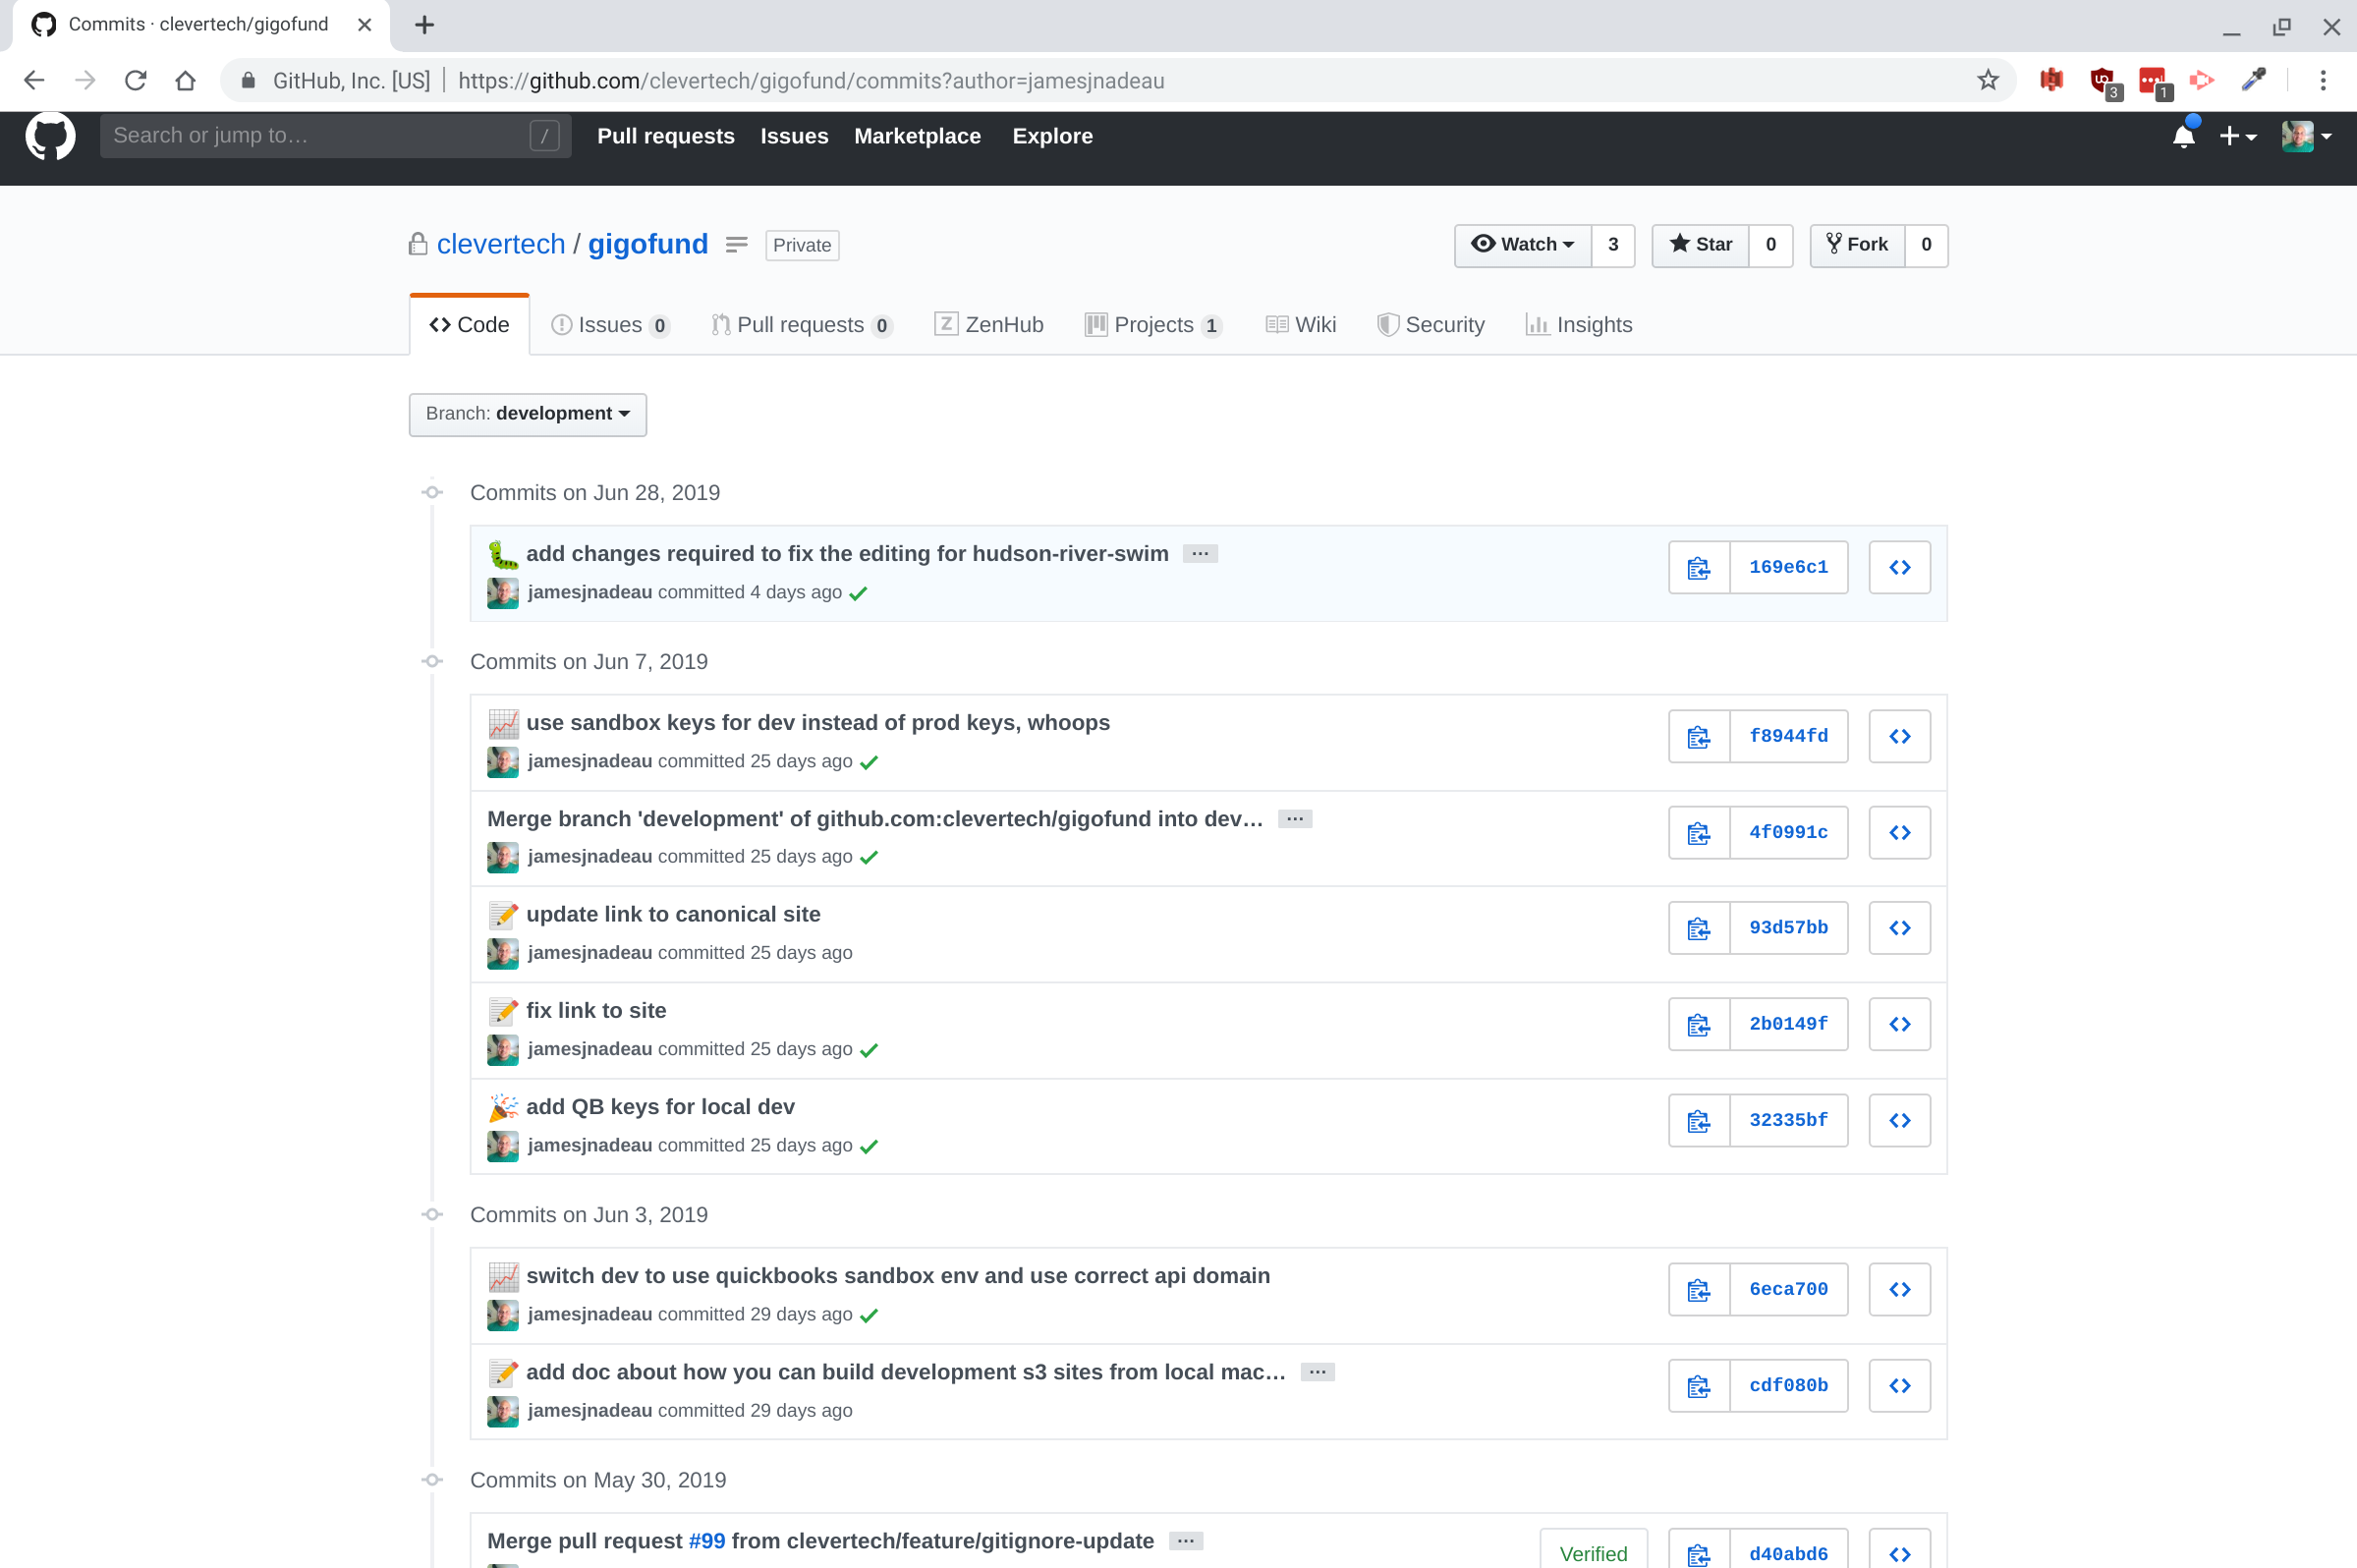 Commits · clevertech/gigofund
GitHub, Inc. [US] https://github.com/clevertech/gigofund/commits?author=jamesjnadeau
3
1
Search or jump to…
/
Pull requests Issues Marketplace Explore
clevertech / gigofund Private
Watch 3 Star 0 Fork 0
Code Issues 0 Pull requests 0 ZenHub Projects 1 Wiki Security Insights
Branch: development
Commits on Jun 28, 2019
add changes required to fix the editing for hudson-river-swim …
169e6c1
jamesjnadeau committed 4 days ago
Commits on Jun 7, 2019
use sandbox keys for dev instead of prod keys, whoops
f8944fd
jamesjnadeau committed 25 days ago
Merge branch 'development' of github.com:clevertech/gigofund into dev… …
4f0991c
jamesjnadeau committed 25 days ago
update link to canonical site
93d57bb
jamesjnadeau committed 25 days ago
fix link to site
2b0149f
jamesjnadeau committed 25 days ago
add QB keys for local dev
32335bf
jamesjnadeau committed 25 days ago
Commits on Jun 3, 2019
switch dev to use quickbooks sandbox env and use correct api domain
6eca700
jamesjnadeau committed 29 days ago
add doc about how you can build development s3 sites from local mac… …
cdf080b
jamesjnadeau committed 29 days ago
Commits on May 30, 2019
Merge pull request #99 from clevertech/feature/gitignore-update …
Verified d40abd6